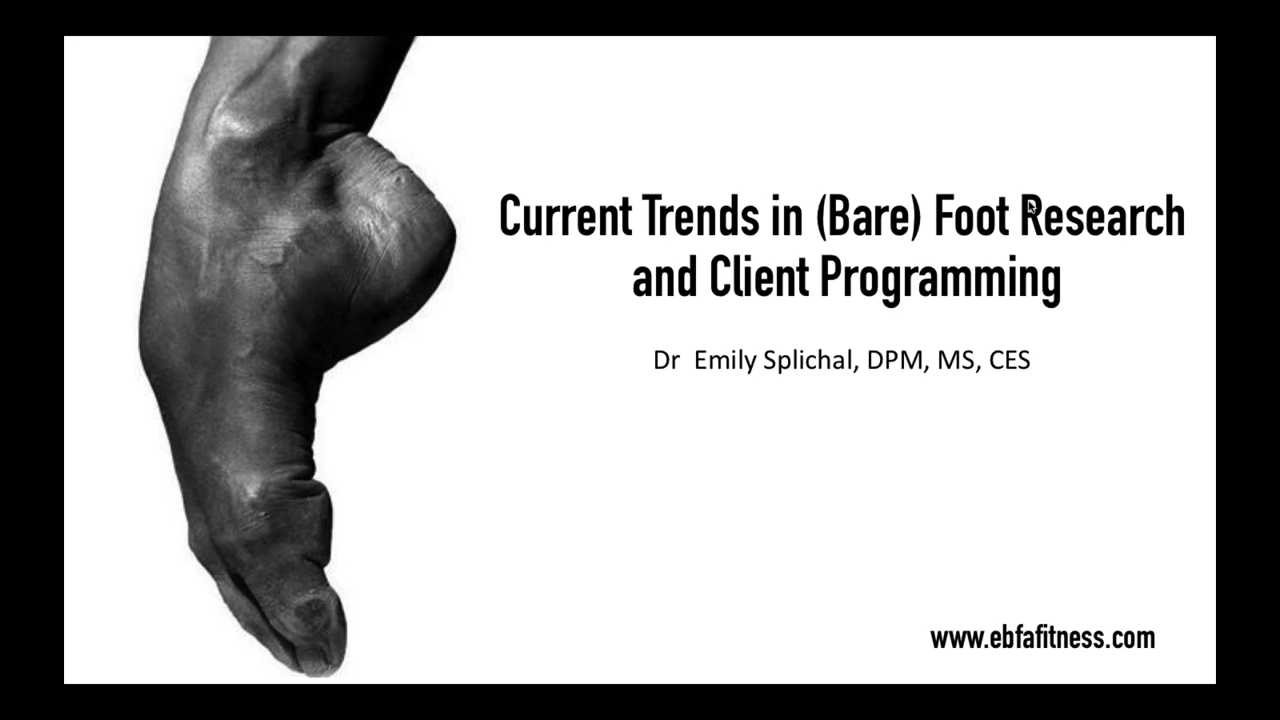 Current Trends in (Bare) Foot Research
and Client Programming
Dr  Emily Splichal, DPM, MS, CES
www.ebfafitness.com